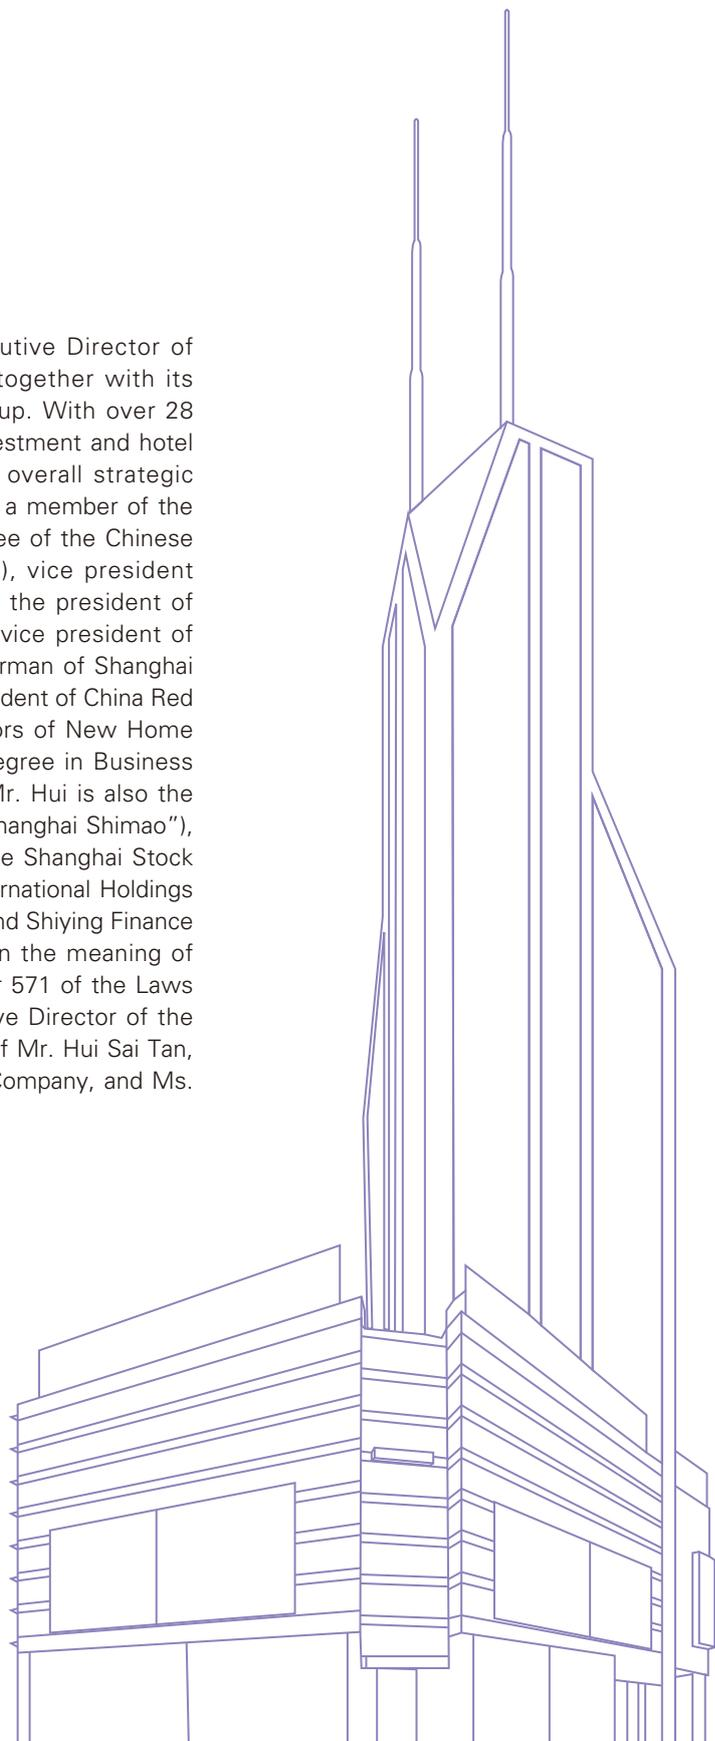 utive Director of
together with its
up. With over 28
estment and hotel
overall strategic
a member of the
ee of the Chinese
), vice president
the president of
vice president of
rman of Shanghai
dent of China Red
ors of New Home
egree in Business
Mr. Hui is also the
hanghai Shimao”),
e Shanghai Stock
rnational Holdings
nd Shiying Finance
n the meaning of
571 of the Laws
ve Director of the
f Mr. Hui Sai Tan,
Company, and Ms.